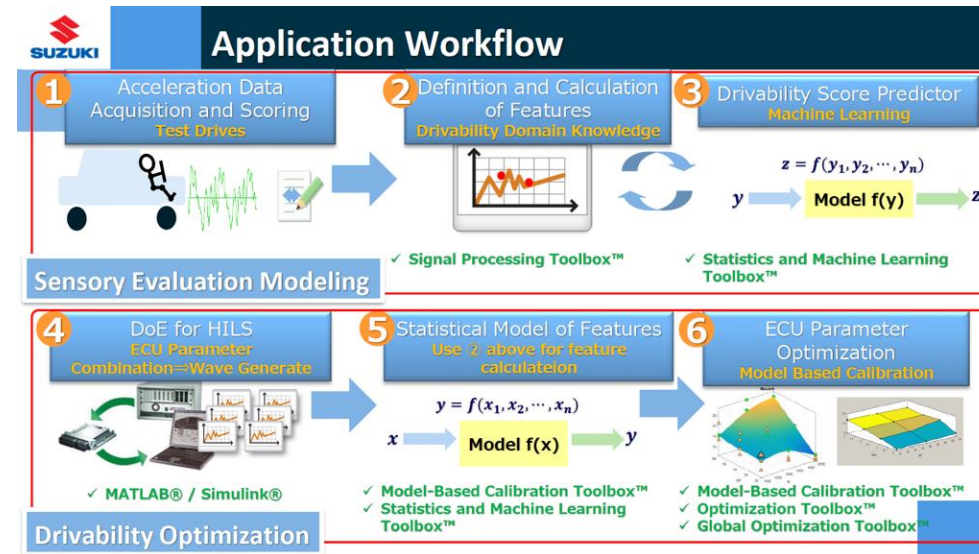 SUZUKI
Application Workflow
1
Acceleration Data
Acquisition and Scoring
Test Drives
2
Definition and Calculation
of Features
Drivability Domain Knowledge
3
Drivability Score Predictor
Machine Learning
z = f(y₁, y₂, ⋯, yₙ)
y
Model f(y)
z
✓ Signal Processing Toolbox™
✓ Statistics and Machine Learning
Toolbox™
Sensory Evaluation Modeling
4
DoE for HILS
ECU Parameter
Combination⇒Wave Generate
5
Statistical Model of Features
Use ② above for feature
calculateion
6
ECU Parameter
Optimization
Model Based Calibration
y = f(x₁, x₂, ⋯, xₙ)
x
Model f(x)
y
✓ MATLAB® / Simulink®
✓ Model-Based Calibration Toolbox™
✓ Statistics and Machine Learning
Toolbox™
✓ Model-Based Calibration Toolbox™
✓ Optimization Toolbox™
✓ Global Optimization Toolbox™
Drivability Optimization